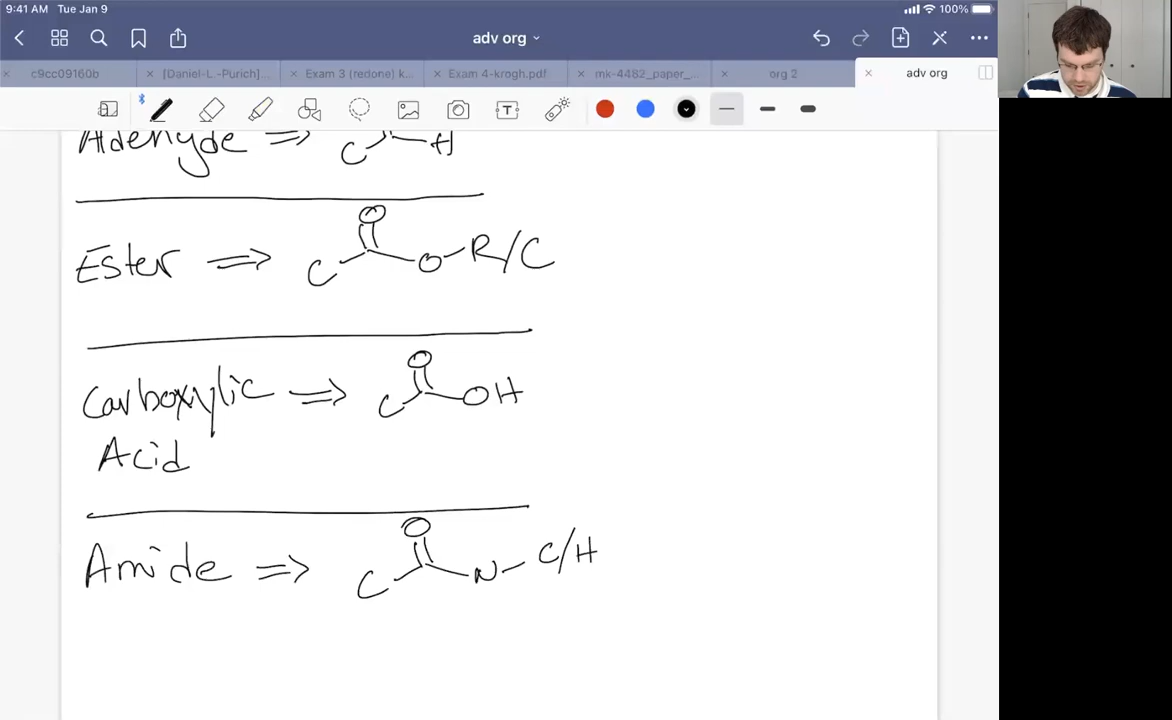 9:41 AM Tue Jan 9
100%
adv org
c9cc09160b
[Daniel-L.-Purich]...
Exam 3 (redone) k...
Exam 4-krogh.pdf
mk-4482_paper_...
org 2
adv org
T
Aldehyde ⇒ C H
Ester ⇒ C O O-R/C
Carboxylic ⇒ C O OH
Acid
Amide ⇒ C O N-C/H